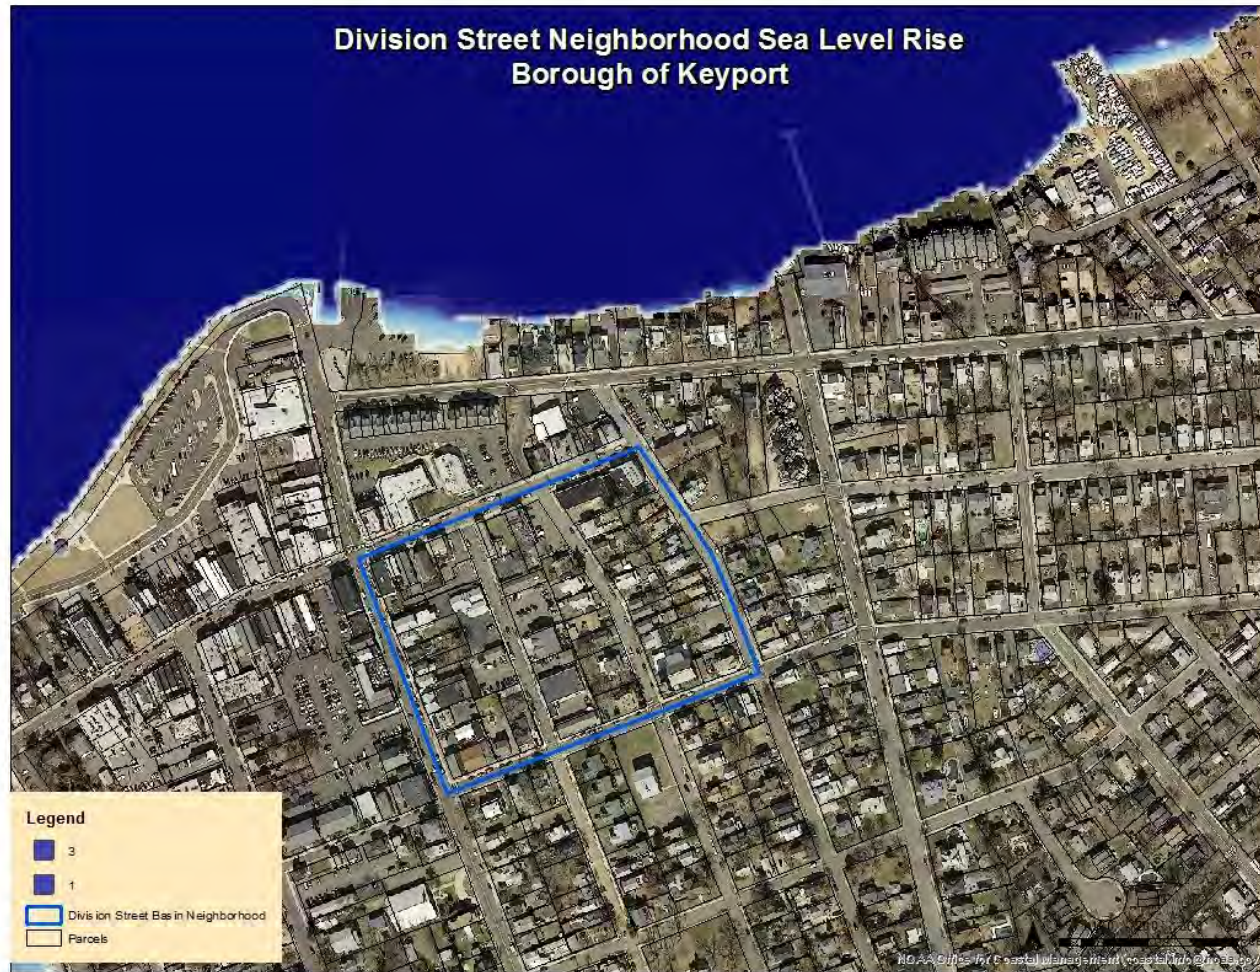 Division Street Neighborhood Sea Level Rise
Borough of Keyport
Legend
3
1
Division Street Basin Neighborhood
Parcels
NOAA Office for Coastal Management